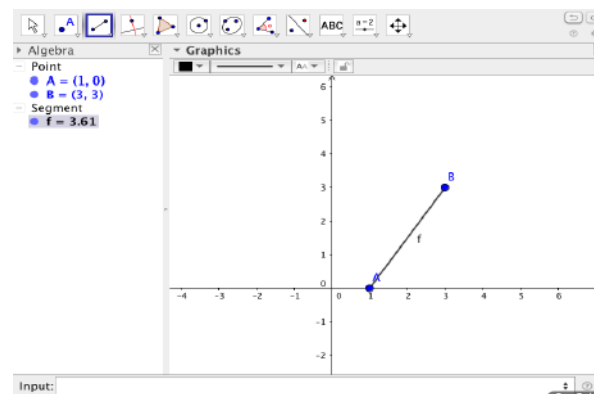 A
ABC
a=2
Algebra
Graphics
Point
A = (1, 0)
B = (3, 3)
Segment
f = 3.61
AA
6
5
4
3
2
1
0
-1
-2
-4
-3
-2
-1
0
1
2
3
4
5
6
B
f
A
Input: